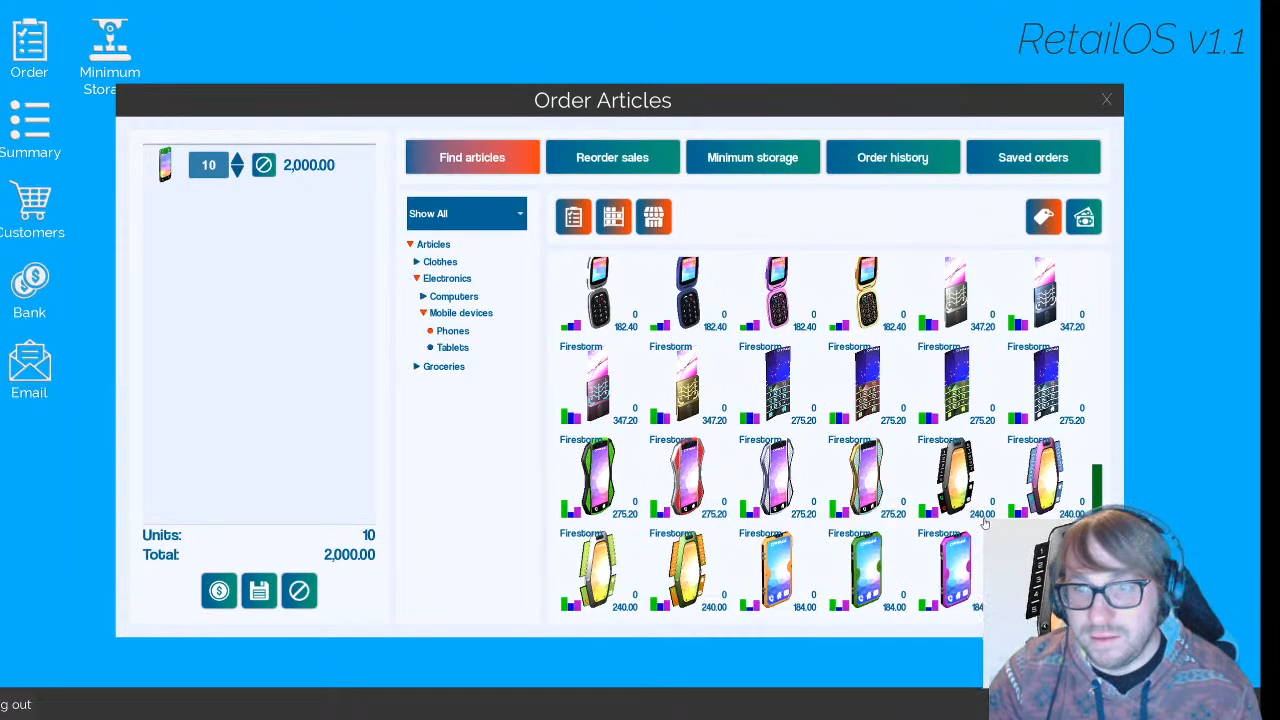 RetailOS v1.1
Order
Minimum
Stora
Summary
Customers
Bank
Email
g out
Order Articles
X
10 2,000.00
Units: 10
Total: 2,000.00
Find articles
Reorder sales
Minimum storage
Order history
Saved orders
Show All
Articles
Clothes
Electronics
Computers
Mobile devices
Phones
Tablets
Groceries
0 0 0 0 0 0
182.40 182.40 182.40 182.40 347.20 347.20
Firestorm Firestorm Firestorm Firestorm Firestorm Firestorm
0 0 0 0 0 0
347.20 347.20 275.20 275.20 275.20 275.20
Firestorm Firestorm Firestorm Firestorm Firestorm Firestorm
0 0 0 0 0 0
275.20 275.20 275.20 275.20 240.00 240.00
Firestorm Firestorm Firestorm Firestorm Firestorm
0 0 0 0
240.00 240.00 184.00 184.00 184